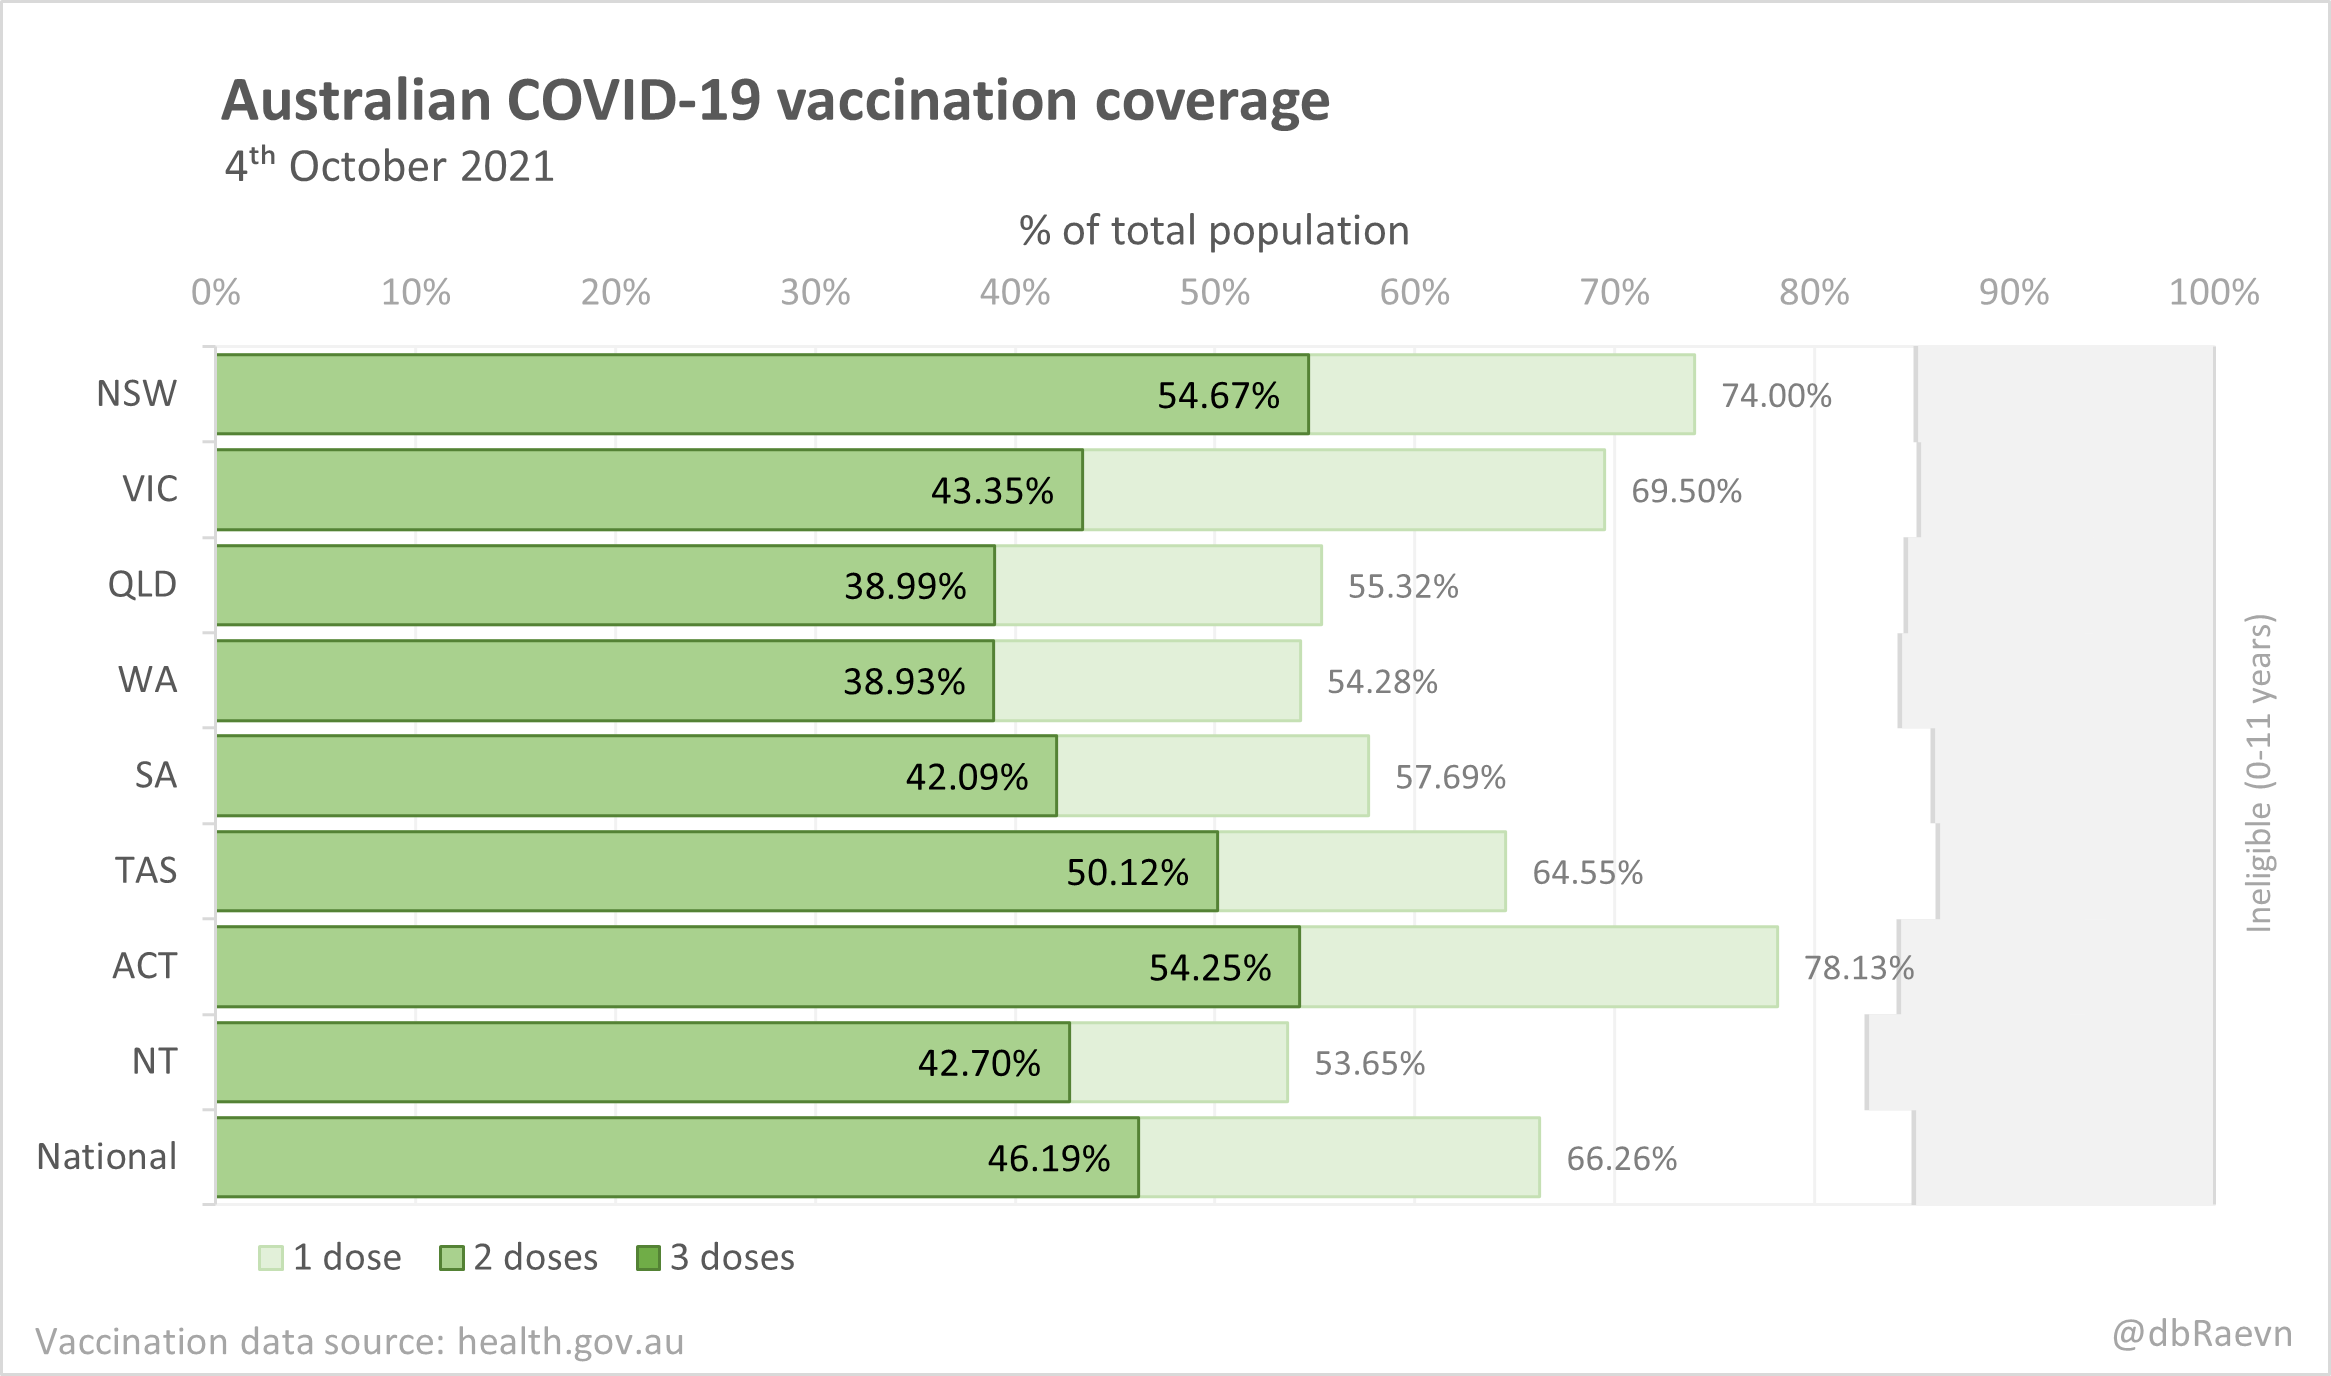 Australian COVID-19 vaccination coverage
4th October 2021
% of total population
0% 10% 20% 30% 40% 50% 60% 70% 80% 90% 100%
NSW 54.67% 74.00%
VIC 43.35% 69.50%
QLD 38.99% 55.32%
WA 38.93% 54.28%
SA 42.09% 57.69%
TAS 50.12% 64.55%
ACT 54.25% 78.13%
NT 42.70% 53.65%
National 46.19% 66.26%
Ineligible (0-11 years)
1 dose 2 doses 3 doses
Vaccination data source: health.gov.au
@dbRaevn